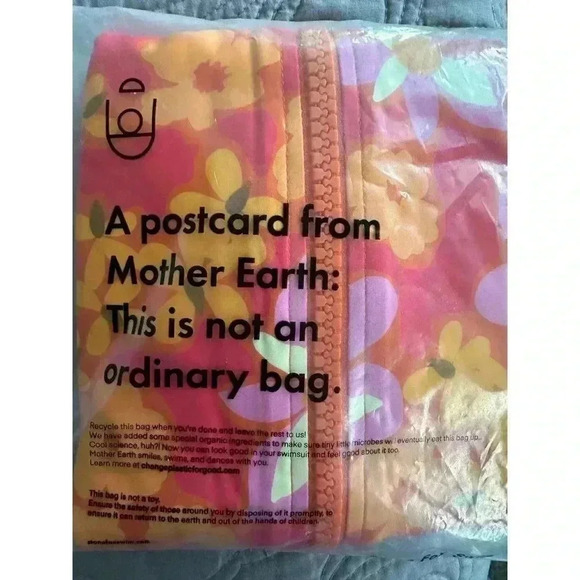 A postcard from
Mother Earth:
This is not an
ordinary bag.
Recycle this bag when you're done and leave the rest to us!
We have added some special organic ingredients to make sure tiny little microbes will eventually eat this bag up.
Cool science, huh?! Now you can look good in your swimsuit and feel good about it too.
Mother Earth smiles, swims, and dances with you.
Learn more at changeplasticforgood.com
This bag is not a toy.
Ensure the safety of those around you by disposing of it promptly, to
ensure it can return to the earth and out of the hands of children.